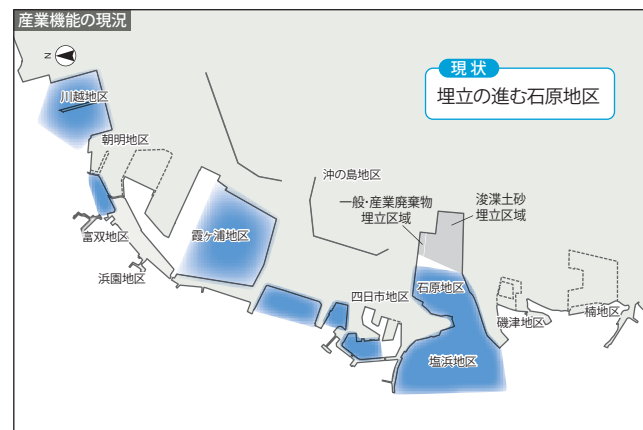 産業機能の現況
N
現状
埋立の進む石原地区
川越地区
朝明地区
沖の島地区
一般・産業廃棄物
埋立区域
浚渫土砂
埋立区域
富双地区
霞ヶ浦地区
浜園地区
四日市地区
石原地区
磯津地区
楠地区
塩浜地区